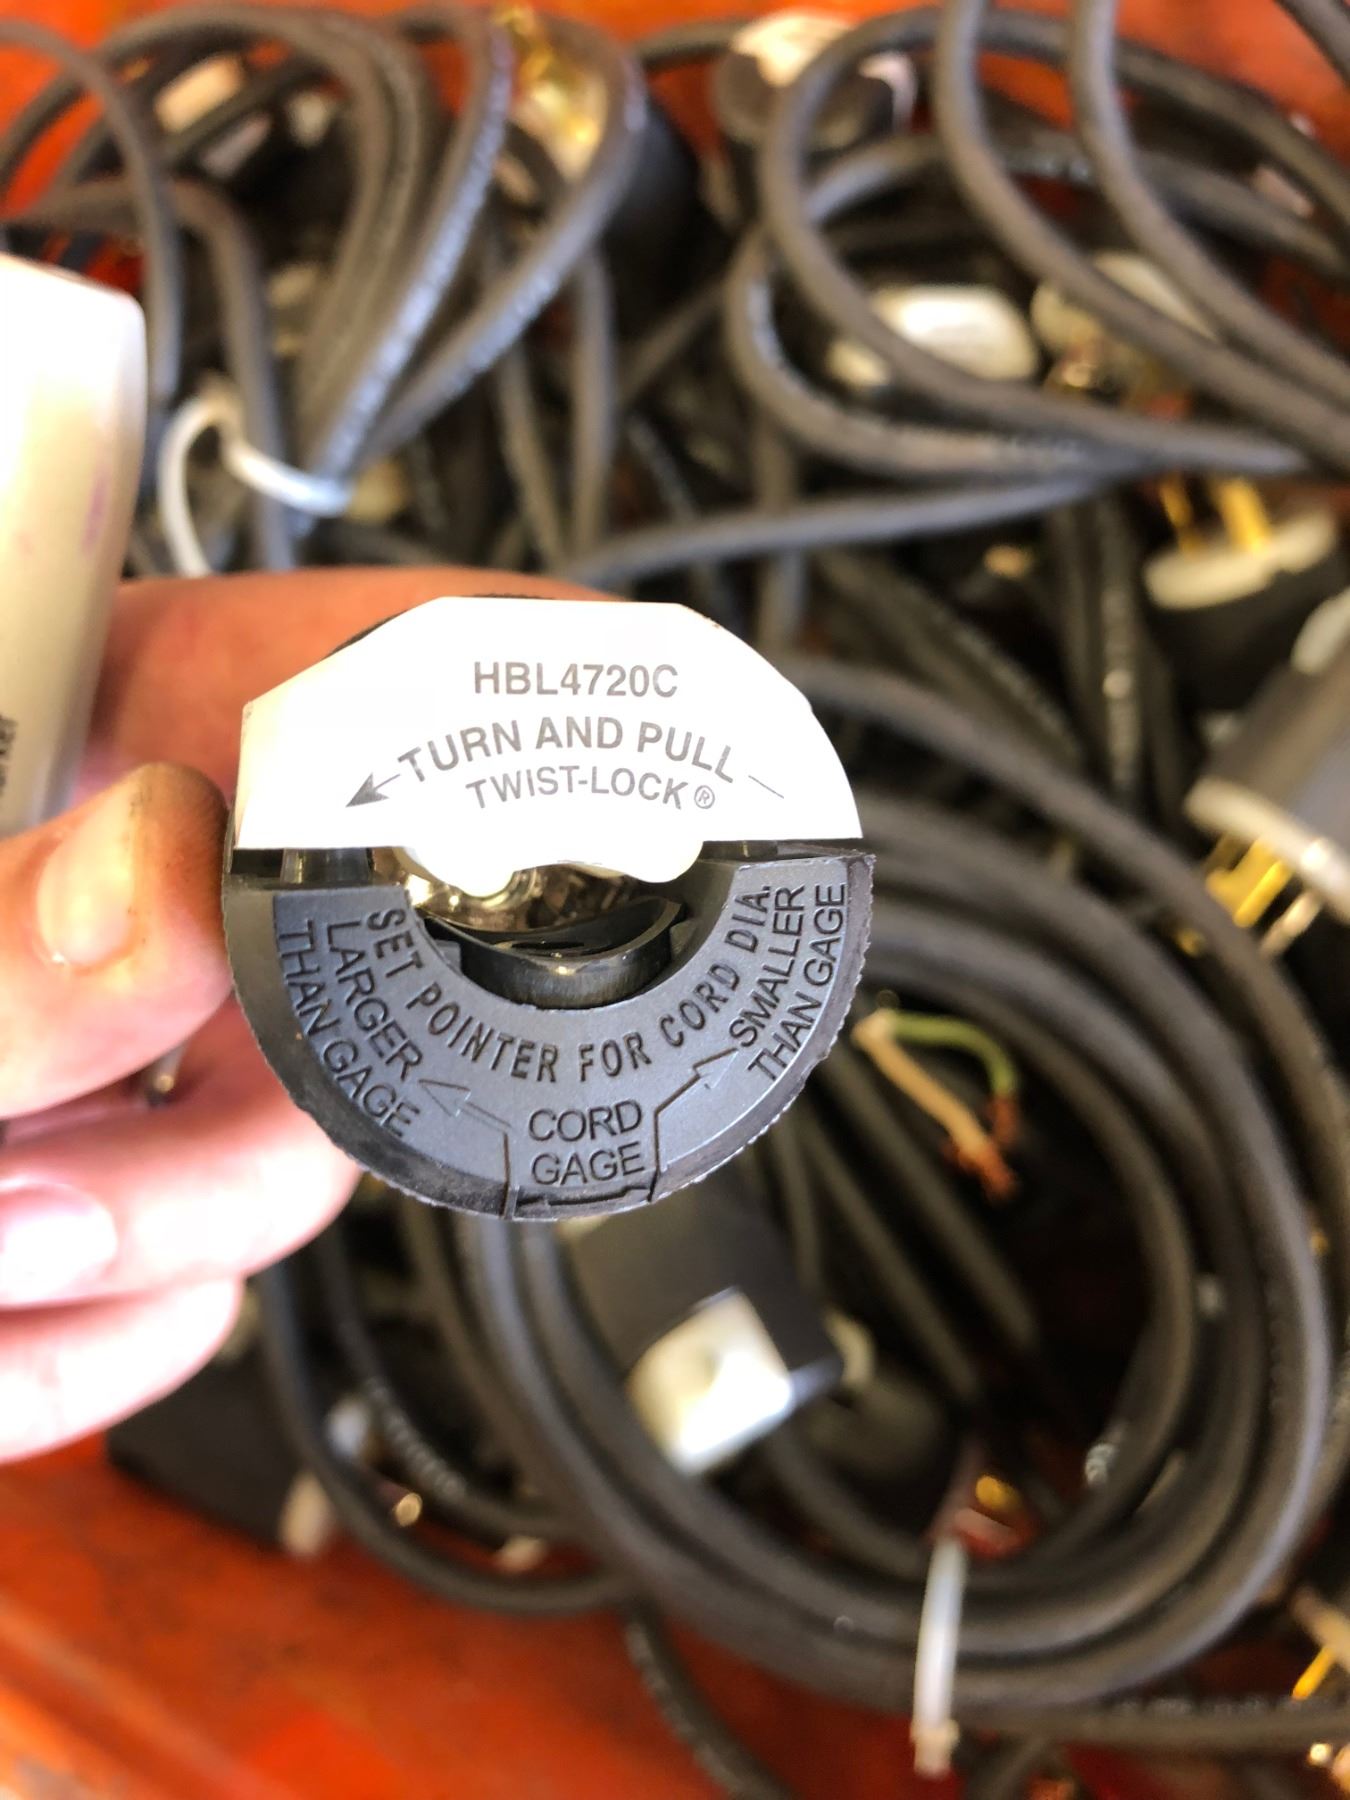 HBL4720C
TURN AND PULL
TWIST-LOCK®
SET POINTER FOR CORD DIA.
LARGER
THAN GAGE
SMALLER
THAN GAGE
CORD
GAGE